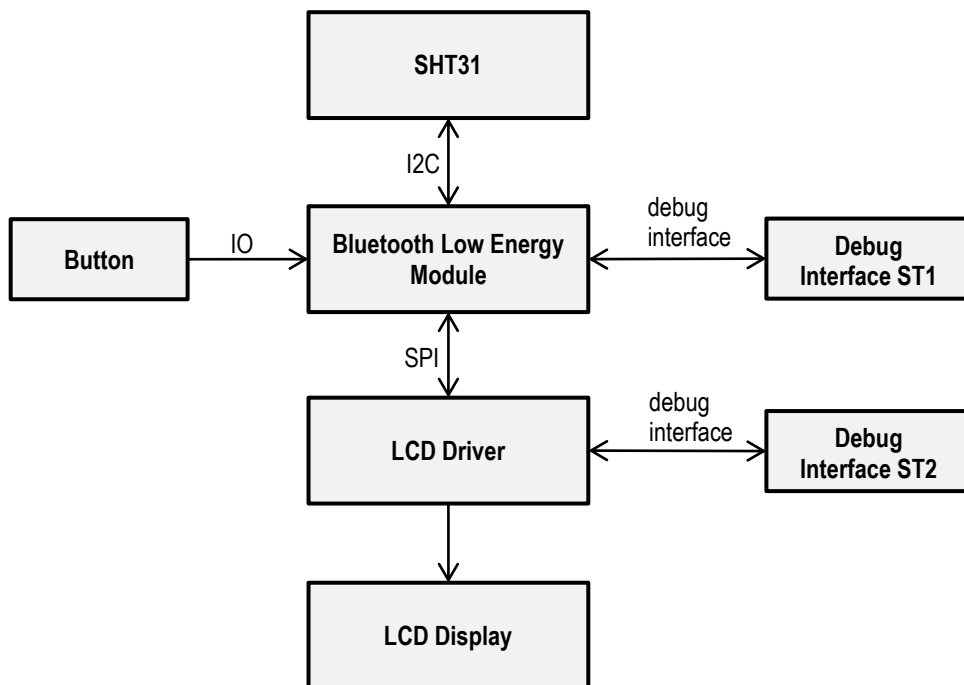 SHT31
I2C
Button
IO
Bluetooth Low Energy
Module
debug
interface
Debug
Interface ST1
SPI
LCD Driver
debug
interface
Debug
Interface ST2
LCD Display